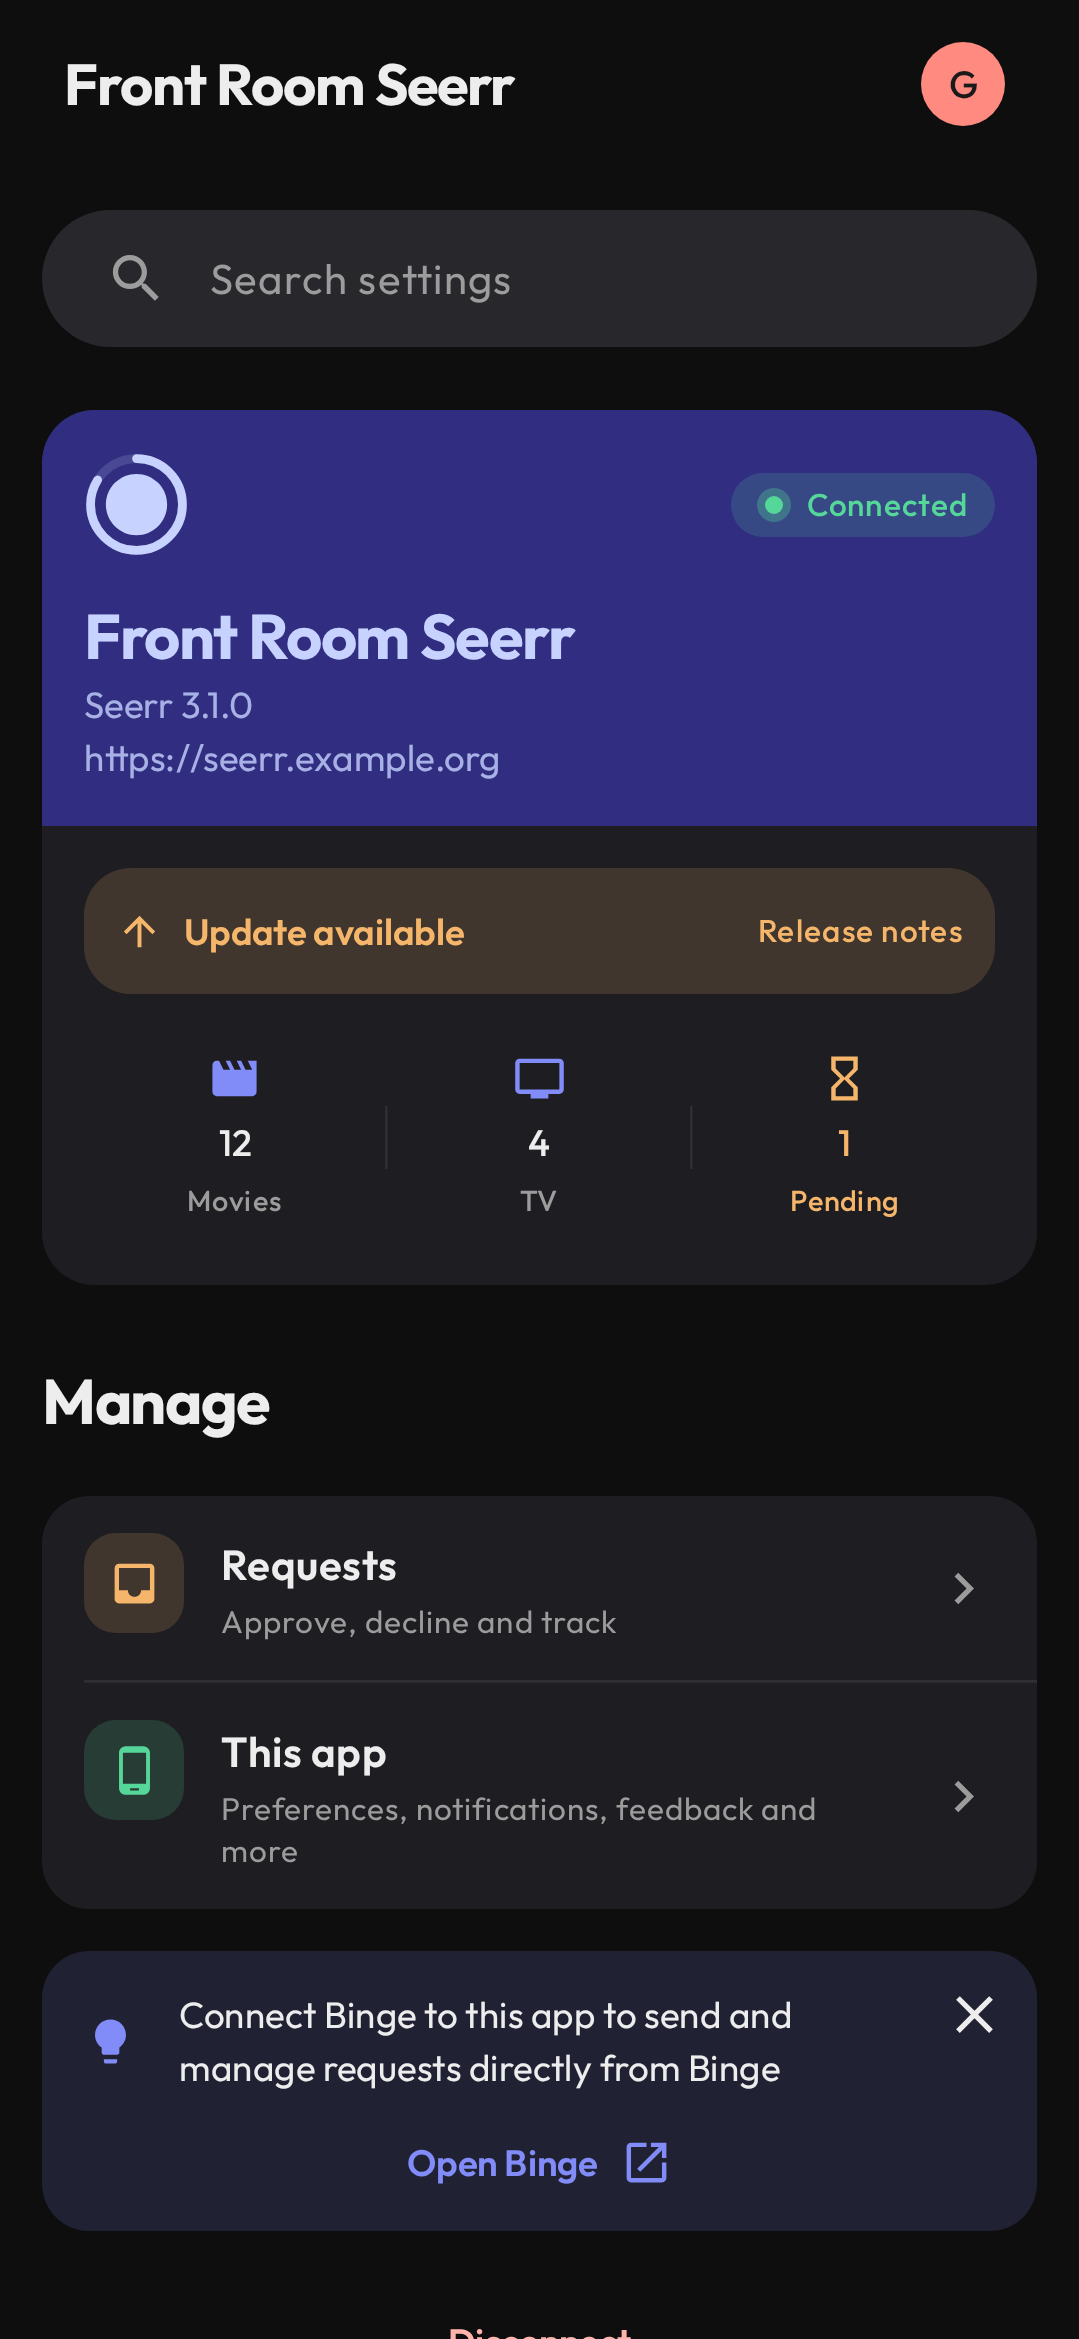 Front Room Seerr
G
Search settings
Connected
Front Room Seerr
Seerr 3.1.0
https://seerr.example.org
Update available
Release notes
12
4
1
Movies
TV
Pending
Manage
Requests
Approve, decline and track
This app
Preferences, notifications, feedback and
more
Connect Binge to this app to send and
manage requests directly from Binge
Open Binge
Disconnect